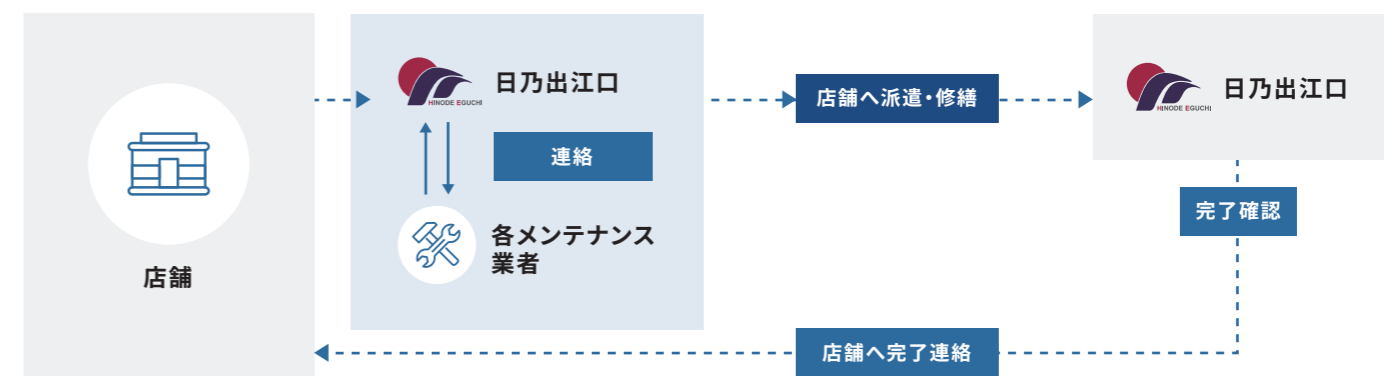 店舗
HINODE EGUCHI
日乃出江口
連絡
各メンテナンス
業者
店舗へ派遣・修繕
HINODE EGUCHI
日乃出江口
完了確認
店舗へ完了連絡